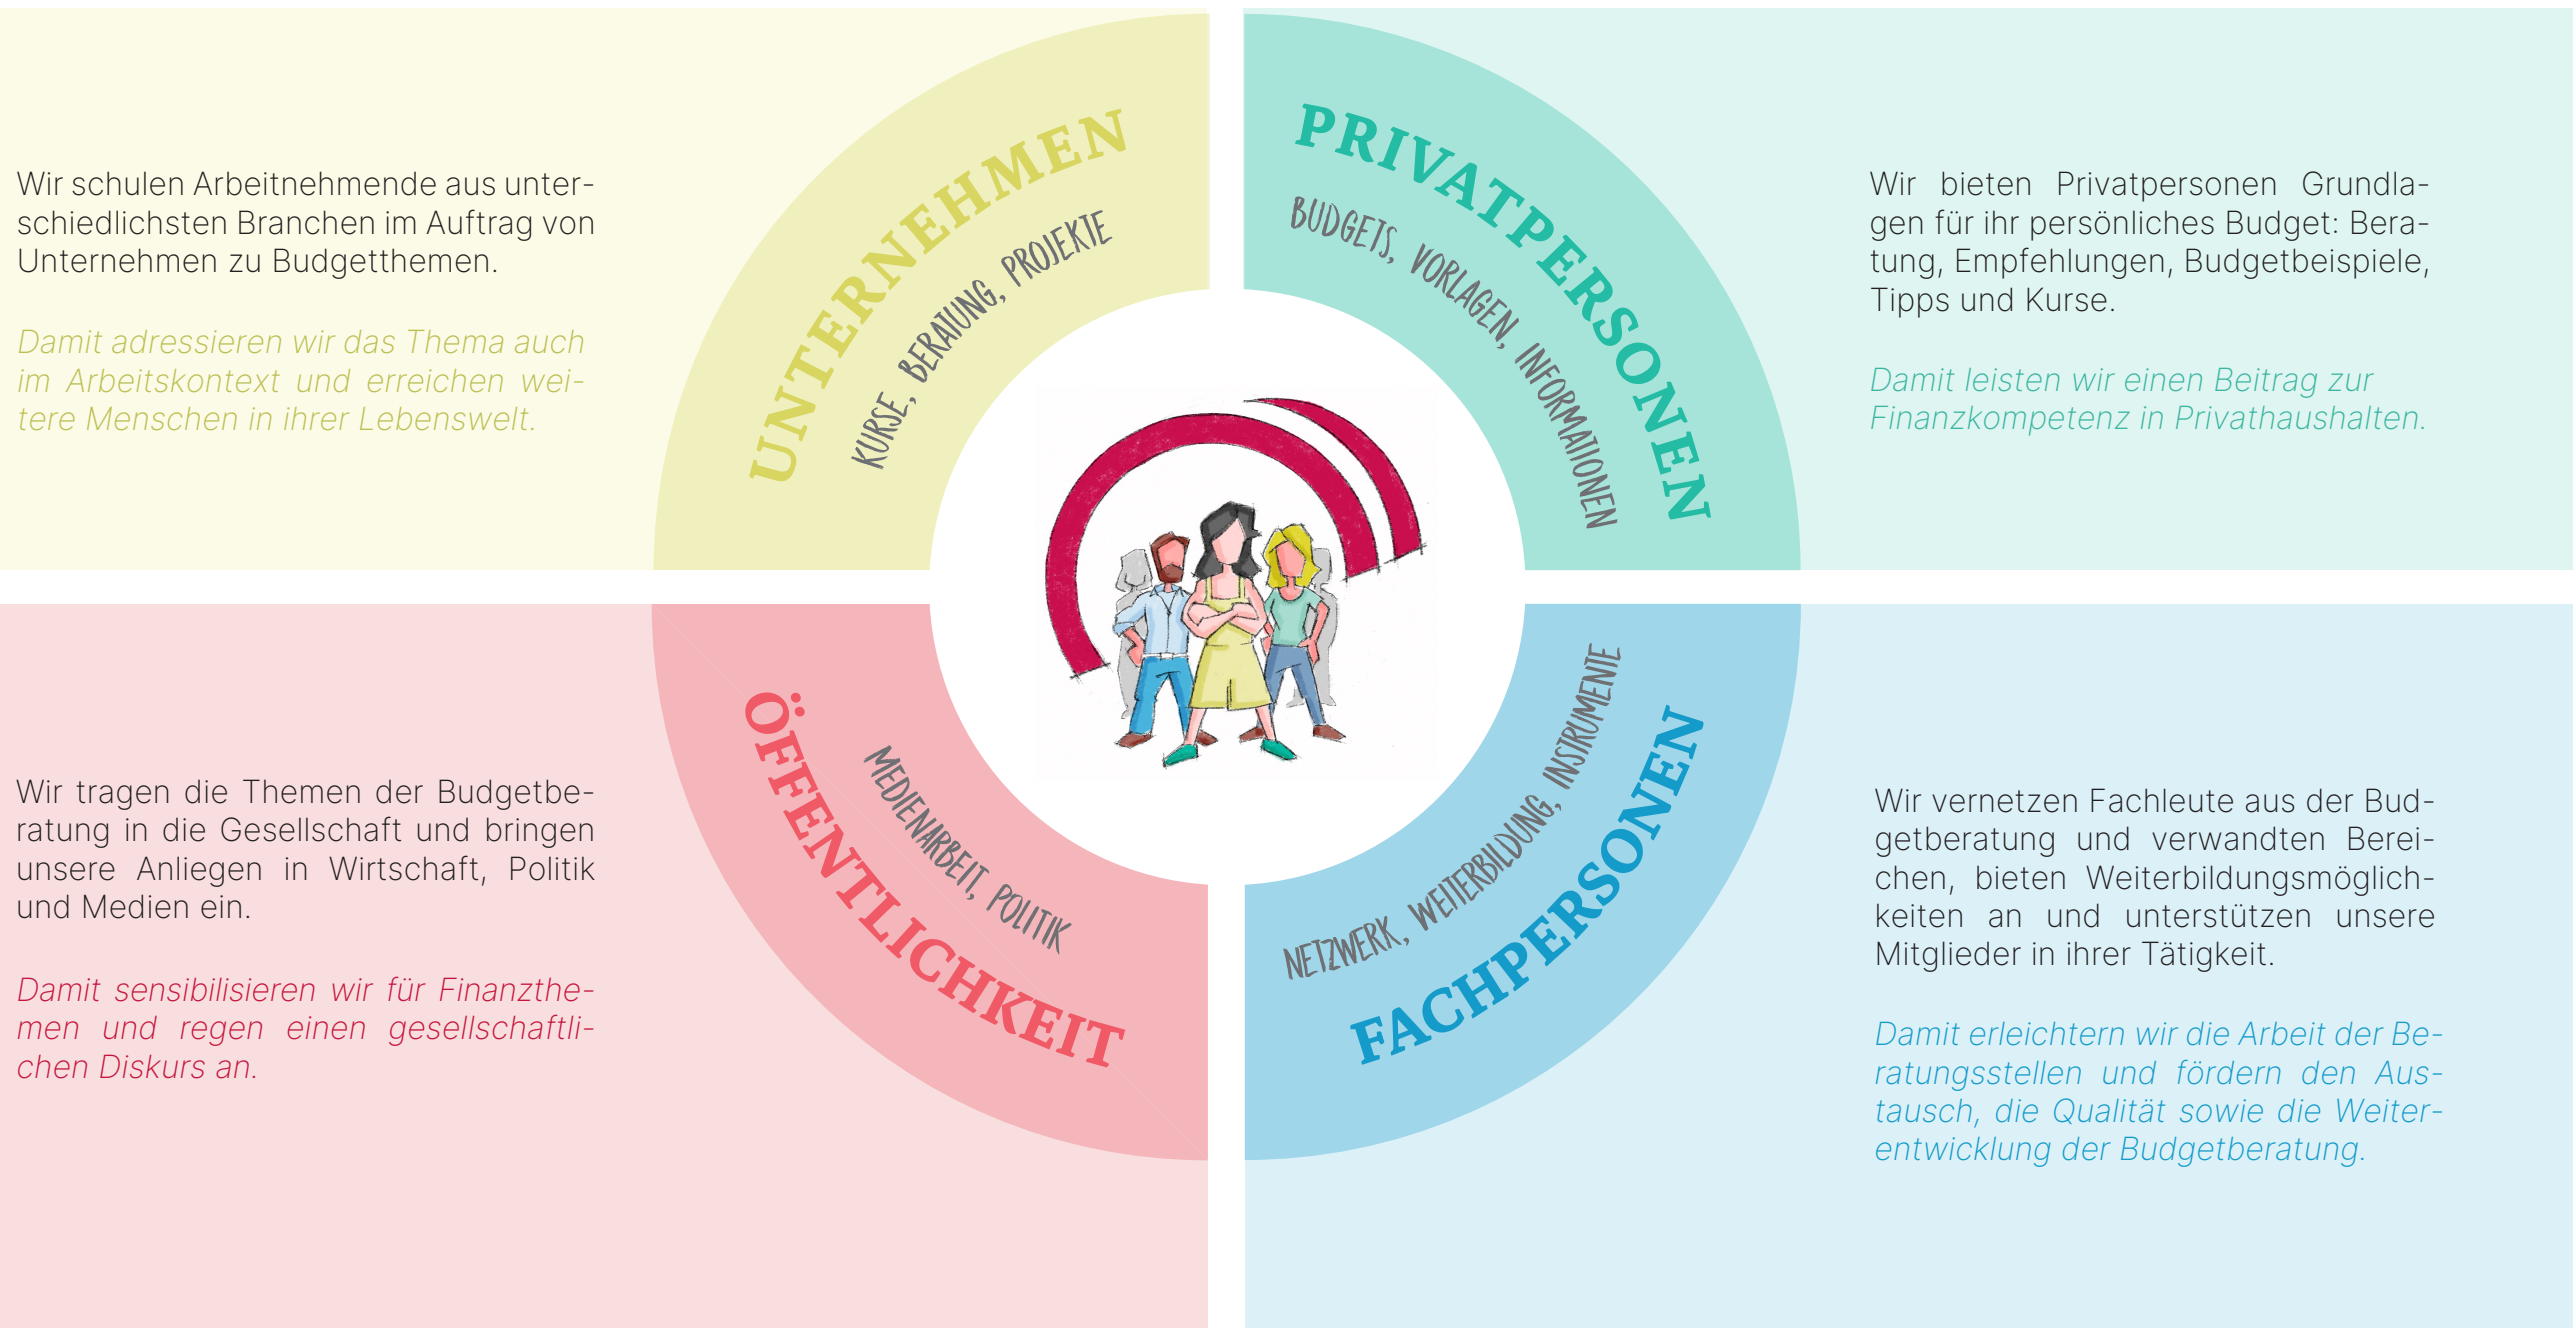 UNTERNEHMEN
KURSE, BERATUNG, PROJEKTE
Wir schulen Arbeitnehmende aus unter-
schiedlichsten Branchen im Auftrag von
Unternehmen zu Budgetthemen.
Damit adressieren wir das Thema auch
im Arbeitskontext und erreichen wei-
tere Menschen in ihrer Lebenswelt.
PRIVATPERSONEN
BUDGETS, VORLAGEN, INFORMATIONEN
Wir bieten Privatpersonen Grundla-
gen für ihr persönliches Budget: Bera-
tung, Empfehlungen, Budgetbeispiele,
Tipps und Kurse.
Damit leisten wir einen Beitrag zur
Finanzkompetenz in Privathaushalten.
ÖFFENTLICHKEIT
MEDIENARBEIT, POLITIK
Wir tragen die Themen der Budgetbe-
ratung in die Gesellschaft und bringen
unsere Anliegen in Wirtschaft, Politik
und Medien ein.
Damit sensibilisieren wir für Finanzthe-
men und regen einen gesellschaftli-
chen Diskurs an.
NETZWERK, WEITERBILDUNG, INSTRUMENTE
FACHPERSONEN
Wir vernetzen Fachleute aus der Bud-
getberatung und verwandten Berei-
chen, bieten Weiterbildungsmöglich-
keiten an und unterstützen unsere
Mitglieder in ihrer Tätigkeit.
Damit erleichtern wir die Arbeit der Be-
ratungsstellen und fördern den Aus-
tausch, die Qualität sowie die Weiter-
entwicklung der Budgetberatung.